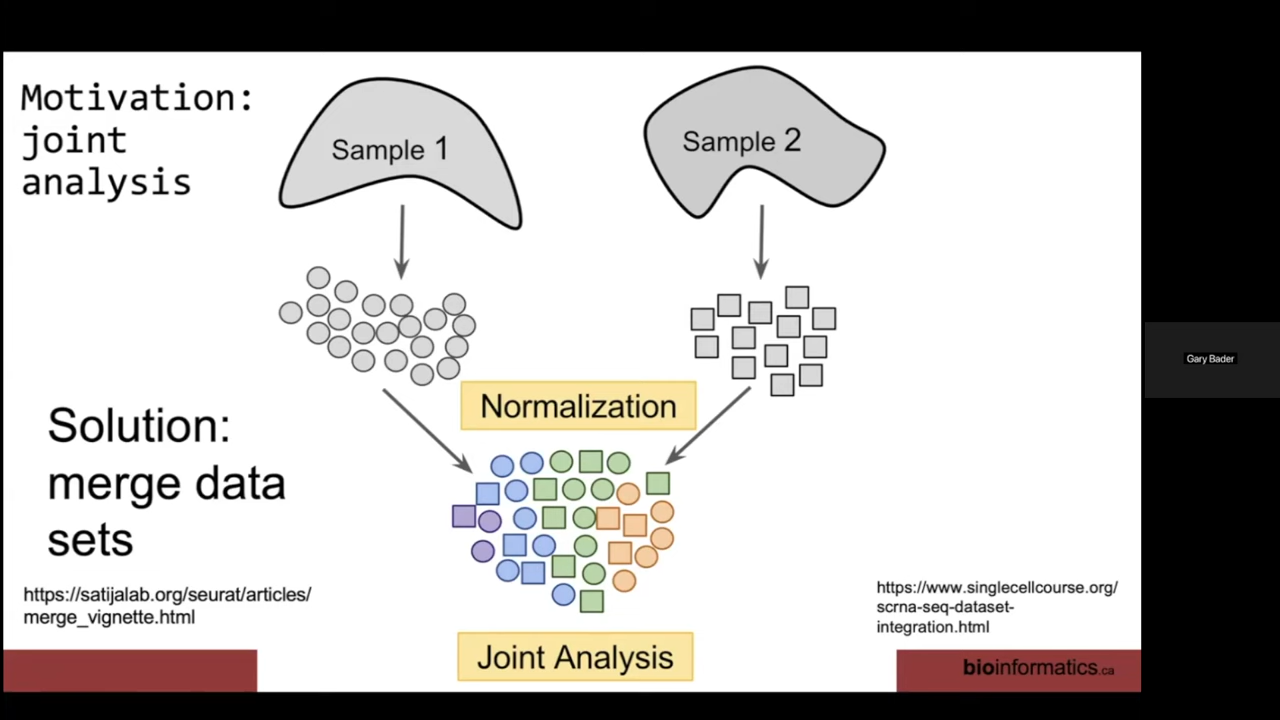 Motivation:
joint
analysis
Sample 1
Sample 2
Normalization
Solution:
merge data
sets
https://satijalab.org/seurat/articles/
merge_vignette.html
Joint Analysis
https://www.singlecellcourse.org/
scrna-seq-dataset-
integration.html
bioinformatics.ca
Gary Bader